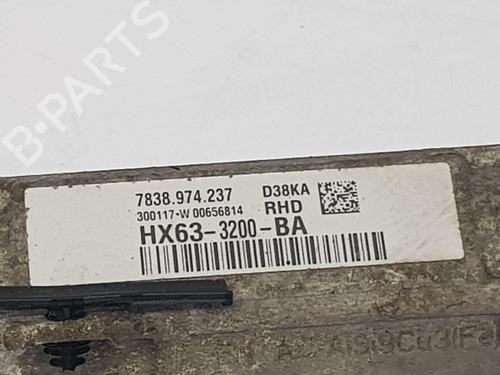 B-PARTS
7838.974.237 D38KA
300117-W 00656814 RHD
HX63-3200-BA